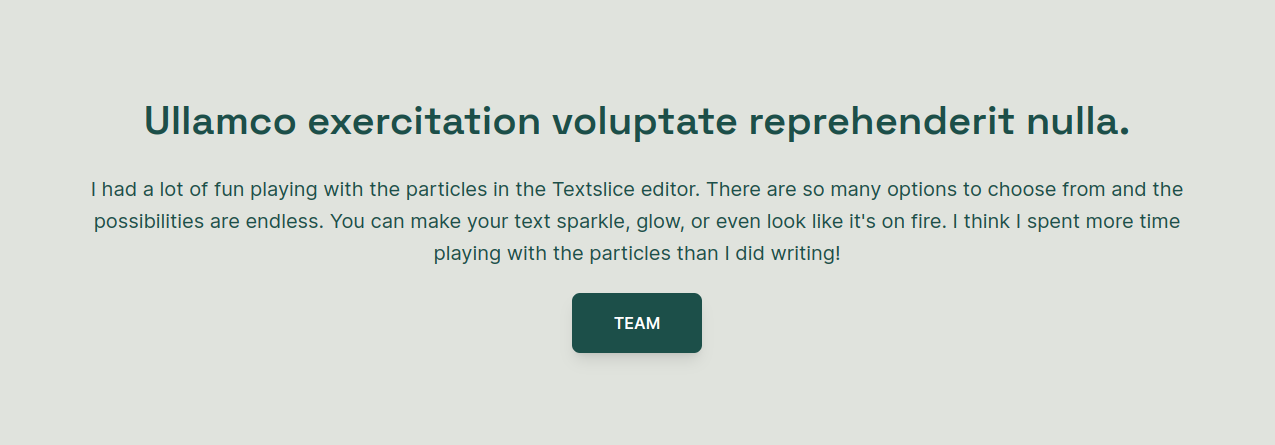 Ullamco exercitation voluptate reprehenderit nulla.
I had a lot of fun playing with the particles in the Textslice editor. There are so many options to choose from and the
possibilities are endless. You can make your text sparkle, glow, or even look like it's on fire. I think I spent more time
playing with the particles than I did writing!
TEAM